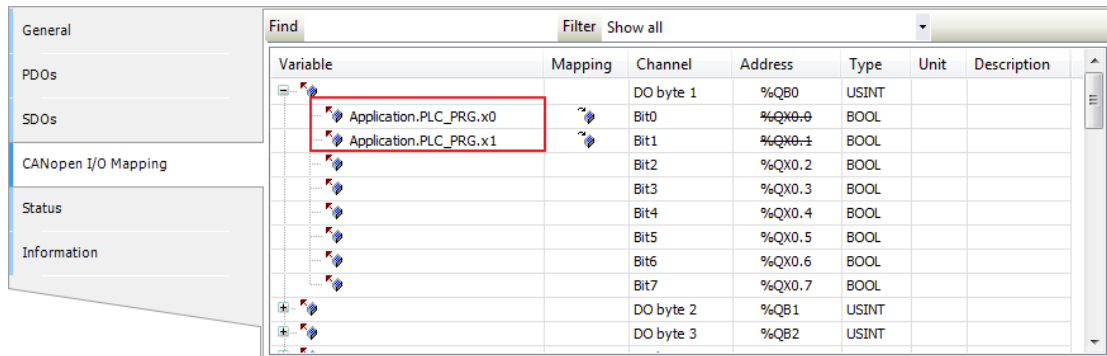 General
PDOs
SDOs
CANopen I/O Mapping
Status
Information
Find Filter Show all
Variable Mapping Channel Address Type Unit Description
DO byte 1 %QB0 USINT
Application.PLC_PRG.x0 Bit0 %QX0.0 BOOL
Application.PLC_PRG.x1 Bit1 %QX0.1 BOOL
Bit2 %QX0.2 BOOL
Bit3 %QX0.3 BOOL
Bit4 %QX0.4 BOOL
Bit5 %QX0.5 BOOL
Bit6 %QX0.6 BOOL
Bit7 %QX0.7 BOOL
DO byte 2 %QB1 USINT
DO byte 3 %QB2 USINT